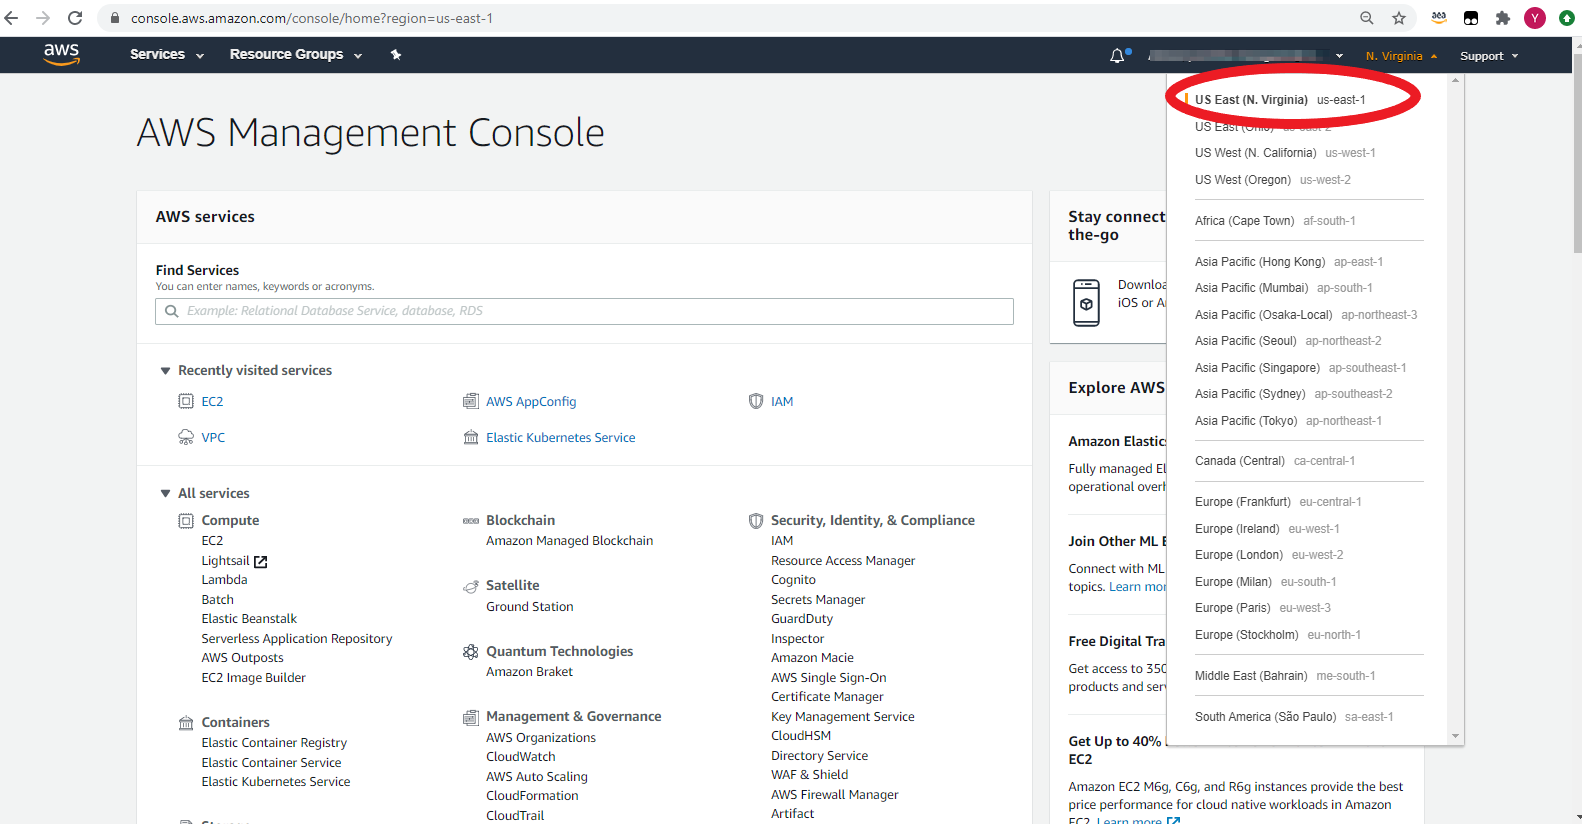 console.aws.amazon.com/console/home?region=us-east-1
Y
aws
Services
Resource Groups
N. Virginia
Support
AWS Management Console
AWS services
Find Services
You can enter names, keywords or acronyms.
Example: Relational Database Service, database, RDS
Recently visited services
EC2
AWS AppConfig
IAM
VPC
Elastic Kubernetes Service
All services
Compute
EC2
Lightsail
Lambda
Batch
Elastic Beanstalk
Serverless Application Repository
AWS Outposts
EC2 Image Builder
Containers
Elastic Container Registry
Elastic Container Service
Elastic Kubernetes Service
Blockchain
Amazon Managed Blockchain
Satellite
Ground Station
Quantum Technologies
Amazon Braket
Management & Governance
AWS Organizations
CloudWatch
AWS Auto Scaling
CloudFormation
CloudTrail
Security, Identity, & Compliance
IAM
Resource Access Manager
Cognito
Secrets Manager
GuardDuty
Inspector
Amazon Macie
AWS Single Sign-On
Certificate Manager
Key Management Service
CloudHSM
Directory Service
WAF & Shield
AWS Firewall Manager
Artifact
Stay connect
the-go
Downloa
iOS or A
Explore AWS
Amazon Elastic
Fully managed El
operational overh
Join Other ML E
Connect with ML
topics. Learn mor
Free Digital Tra
Get access to 350
products and serv
Get Up to 40%
EC2
Amazon EC2 M6g, C6g, and R6g instances provide the best
price performance for cloud native workloads in Amazon
EC2. Learn more
US East (N. Virginia) us-east-1
US East (Ohio) us-east-2
US West (N. California) us-west-1
US West (Oregon) us-west-2
Africa (Cape Town) af-south-1
Asia Pacific (Hong Kong) ap-east-1
Asia Pacific (Mumbai) ap-south-1
Asia Pacific (Osaka-Local) ap-northeast-3
Asia Pacific (Seoul) ap-northeast-2
Asia Pacific (Singapore) ap-southeast-1
Asia Pacific (Sydney) ap-southeast-2
Asia Pacific (Tokyo) ap-northeast-1
Canada (Central) ca-central-1
Europe (Frankfurt) eu-central-1
Europe (Ireland) eu-west-1
Europe (London) eu-west-2
Europe (Milan) eu-south-1
Europe (Paris) eu-west-3
Europe (Stockholm) eu-north-1
Middle East (Bahrain) me-south-1
South America (São Paulo) sa-east-1